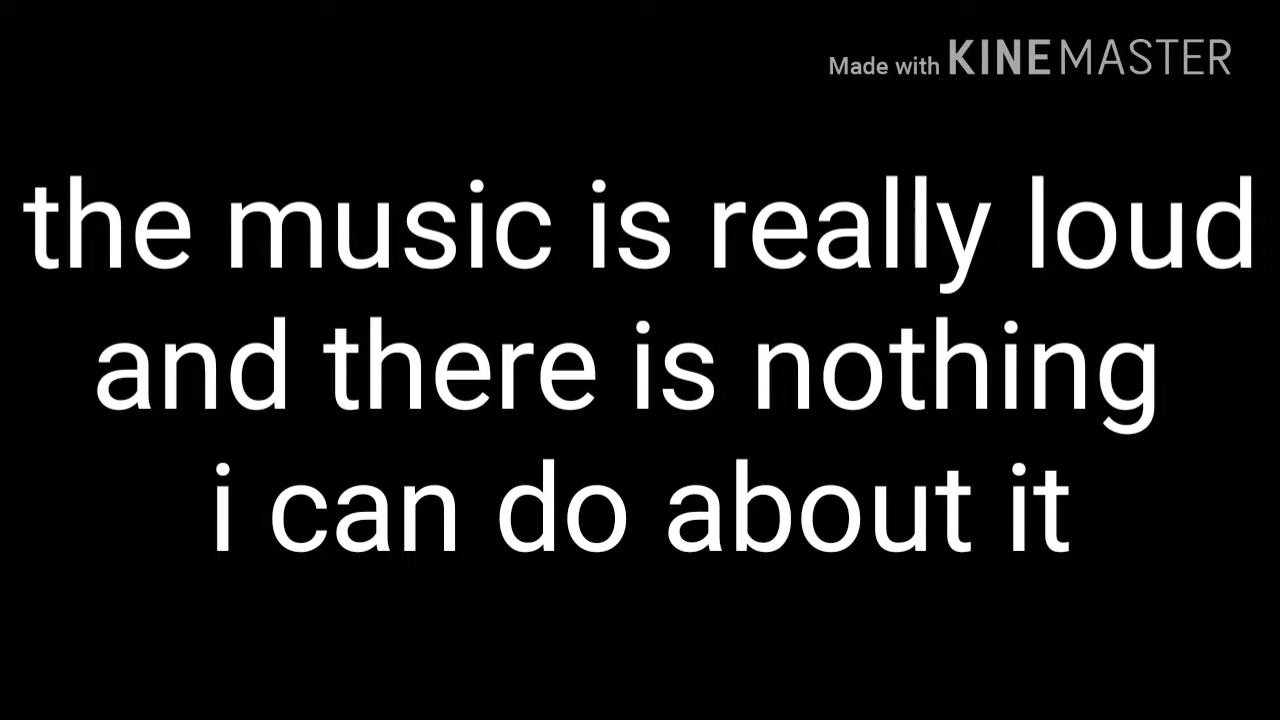 Made with KINEMASTER
the music is really loud
and there is nothing
i can do about it